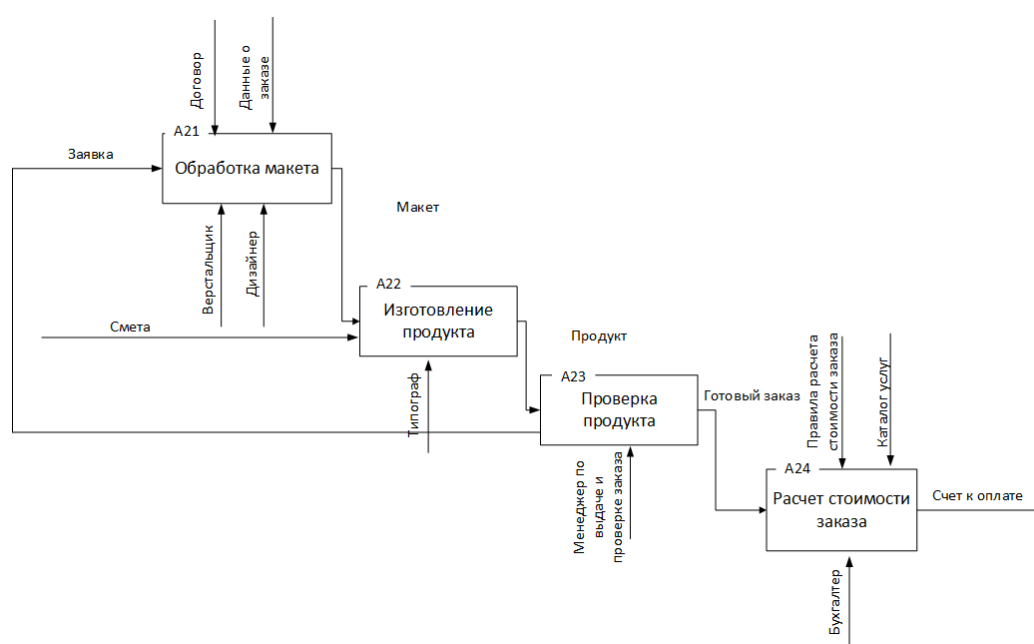 Договор
Данные о
заказе
A21
Заявка
Обработка макета
Макет
Верстальщик
Дизайнер
A22
Изготовление
продукта
Смета
Продукт
Типограф
A23
Проверка
продукта
Готовый заказ
Правила расчета
стоимости заказа
Каталог услуг
Менеджер по
выдаче и
проверке заказа
A24
Расчет стоимости
заказа
Счет к оплате
Бухгалтер